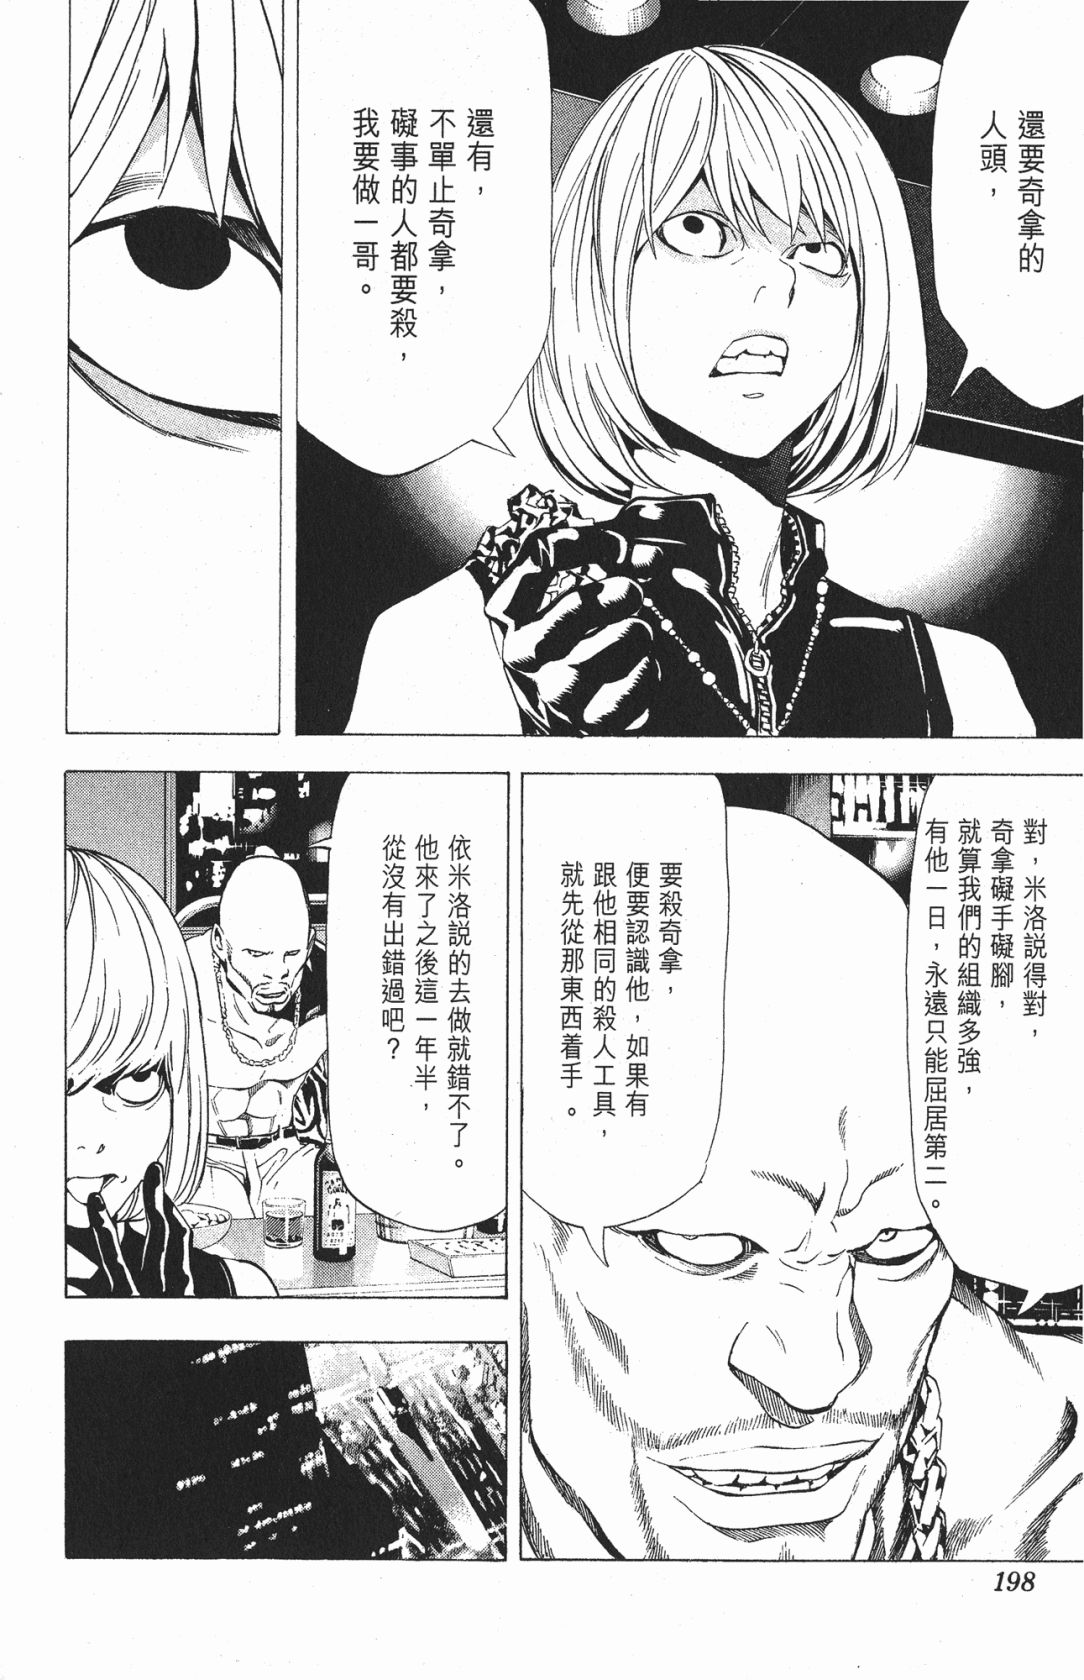 還要奇拿的
人頭，
還有，
不單止奇拿，
礙事的人都要殺，
我要做一哥。
對，米洛説得對，
奇拿礙手礙腳，
就算我們的組織多強，
有他一日，永遠只能屈居第二。
要殺奇拿，
便要認識他，如果有
跟他相同的殺人工具，
就先從那東西着手。
依米洛説的去做就錯不了。
他來了之後這一年半，
從沒有出錯過吧？
198